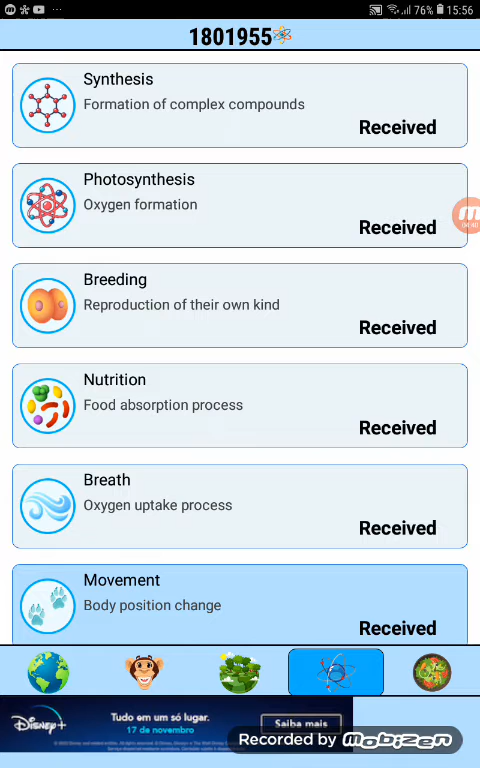 76% 15:56
1801955
Synthesis
Formation of complex compounds
Received
Photosynthesis
Oxygen formation
Received
04:40
Breeding
Reproduction of their own kind
Received
Nutrition
Food absorption process
Received
Breath
Oxygen uptake process
Received
Movement
Body position change
Received
Disney+
Tudo em um só lugar.
17 de novembro
Saiba mais
Recorded by mobizen